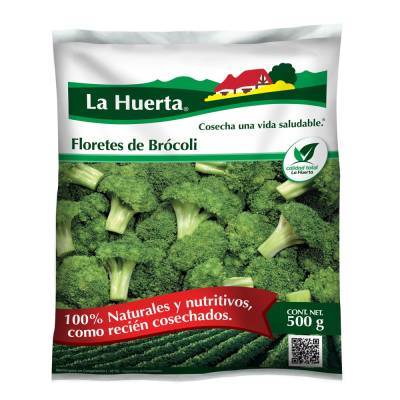 La Huerta®
Cosecha una vida saludable.®
Floretes de Brócoli
calidad total
La Huerta
100% Naturales y nutritivos,
como recién cosechados.
CONT. NET.
500 g